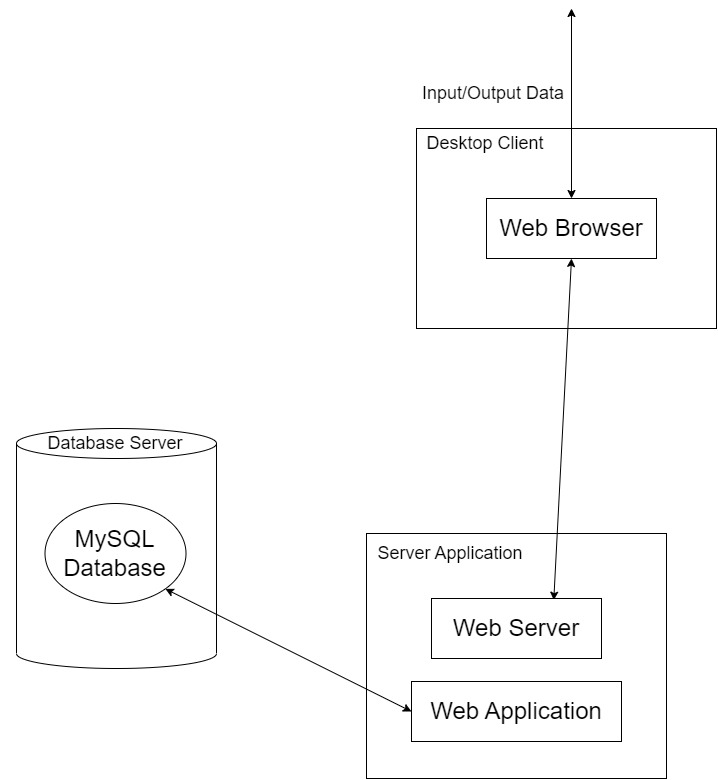 Input/Output Data
Desktop Client
Web Browser
Database Server
MySQL
Database
Server Application
Web Server
Web Application